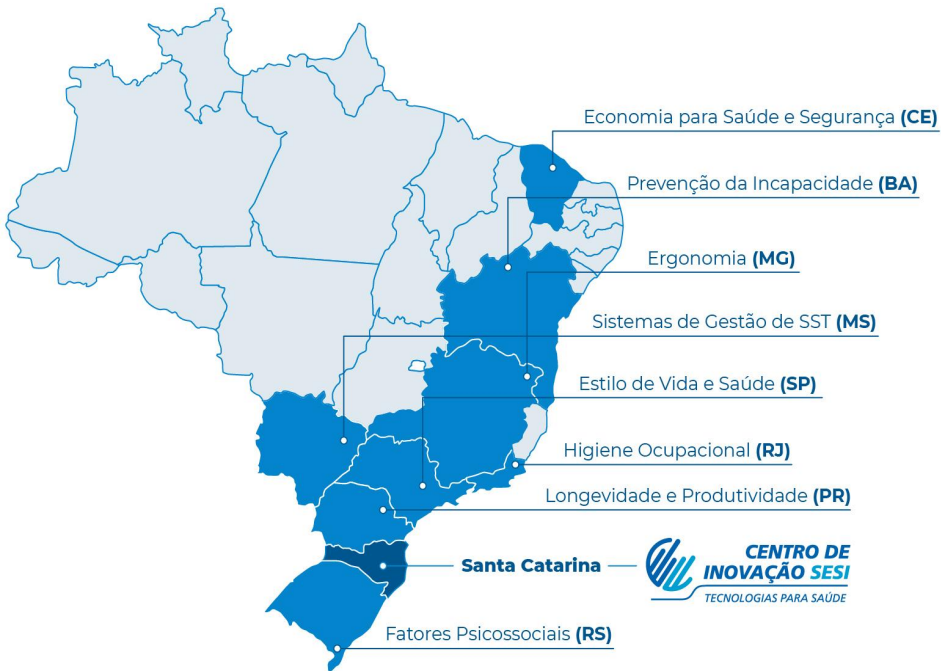 Economia para Saúde e Segurança (CE)
Prevenção da Incapacidade (BA)
Ergonomia (MG)
Sistemas de Gestão de SST (MS)
Estilo de Vida e Saúde (SP)
Higiene Ocupacional (RJ)
Longevidade e Produtividade (PR)
Santa Catarina
CENTRO DE
INOVAÇÃO SESI
TECNOLOGIAS PARA SAÚDE
Fatores Psicossociais (RS)